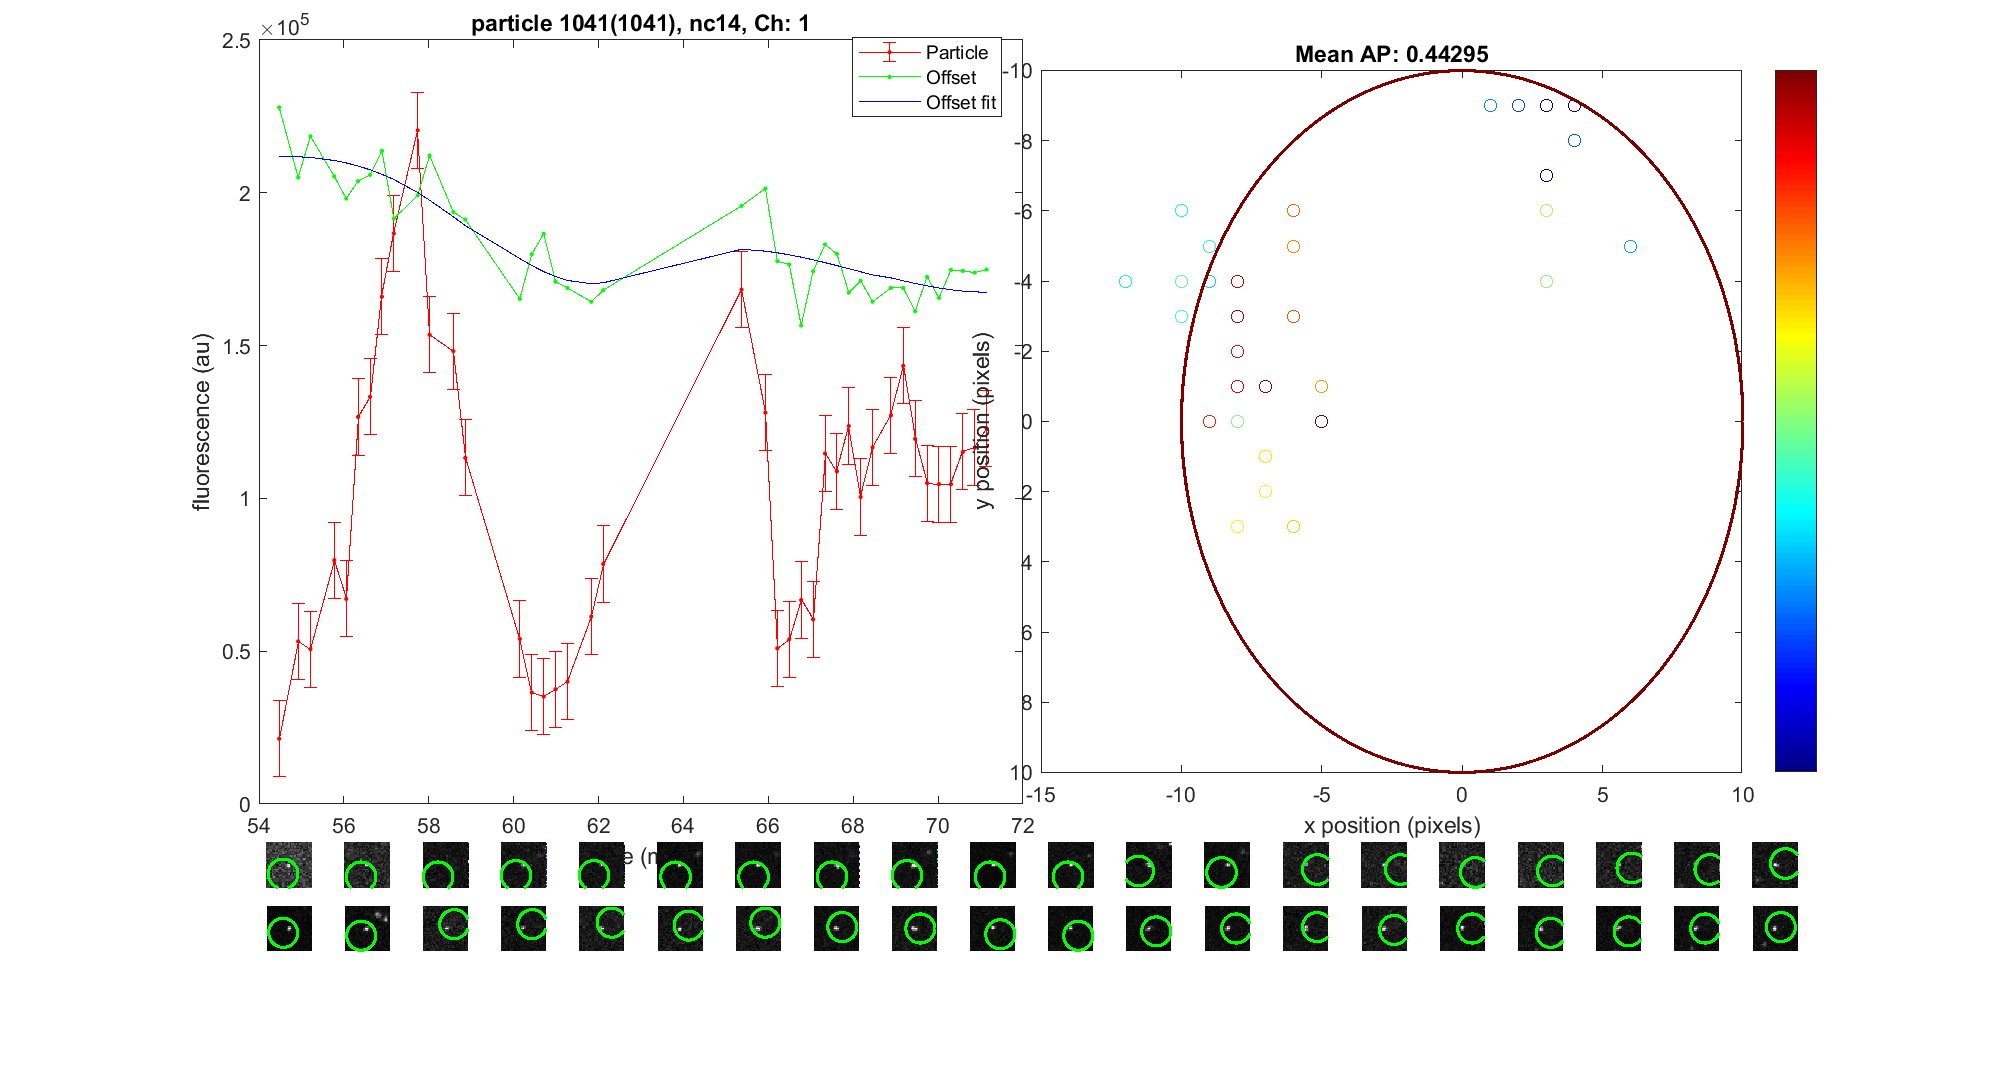 particle 1041(1041), nc14, Ch: 1
×10^5
2.5
2
1.5
1
0.5
0
fluorescence (au)
54 56 58 60 62 64 66 68 70 72
e (m
Particle
Offset
Offset fit
Mean AP: 0.44295
-10
-8
-6
-4
-2
0
2
4
6
8
10
y position (pixels)
-15 -10 -5 0 5 10
x position (pixels)